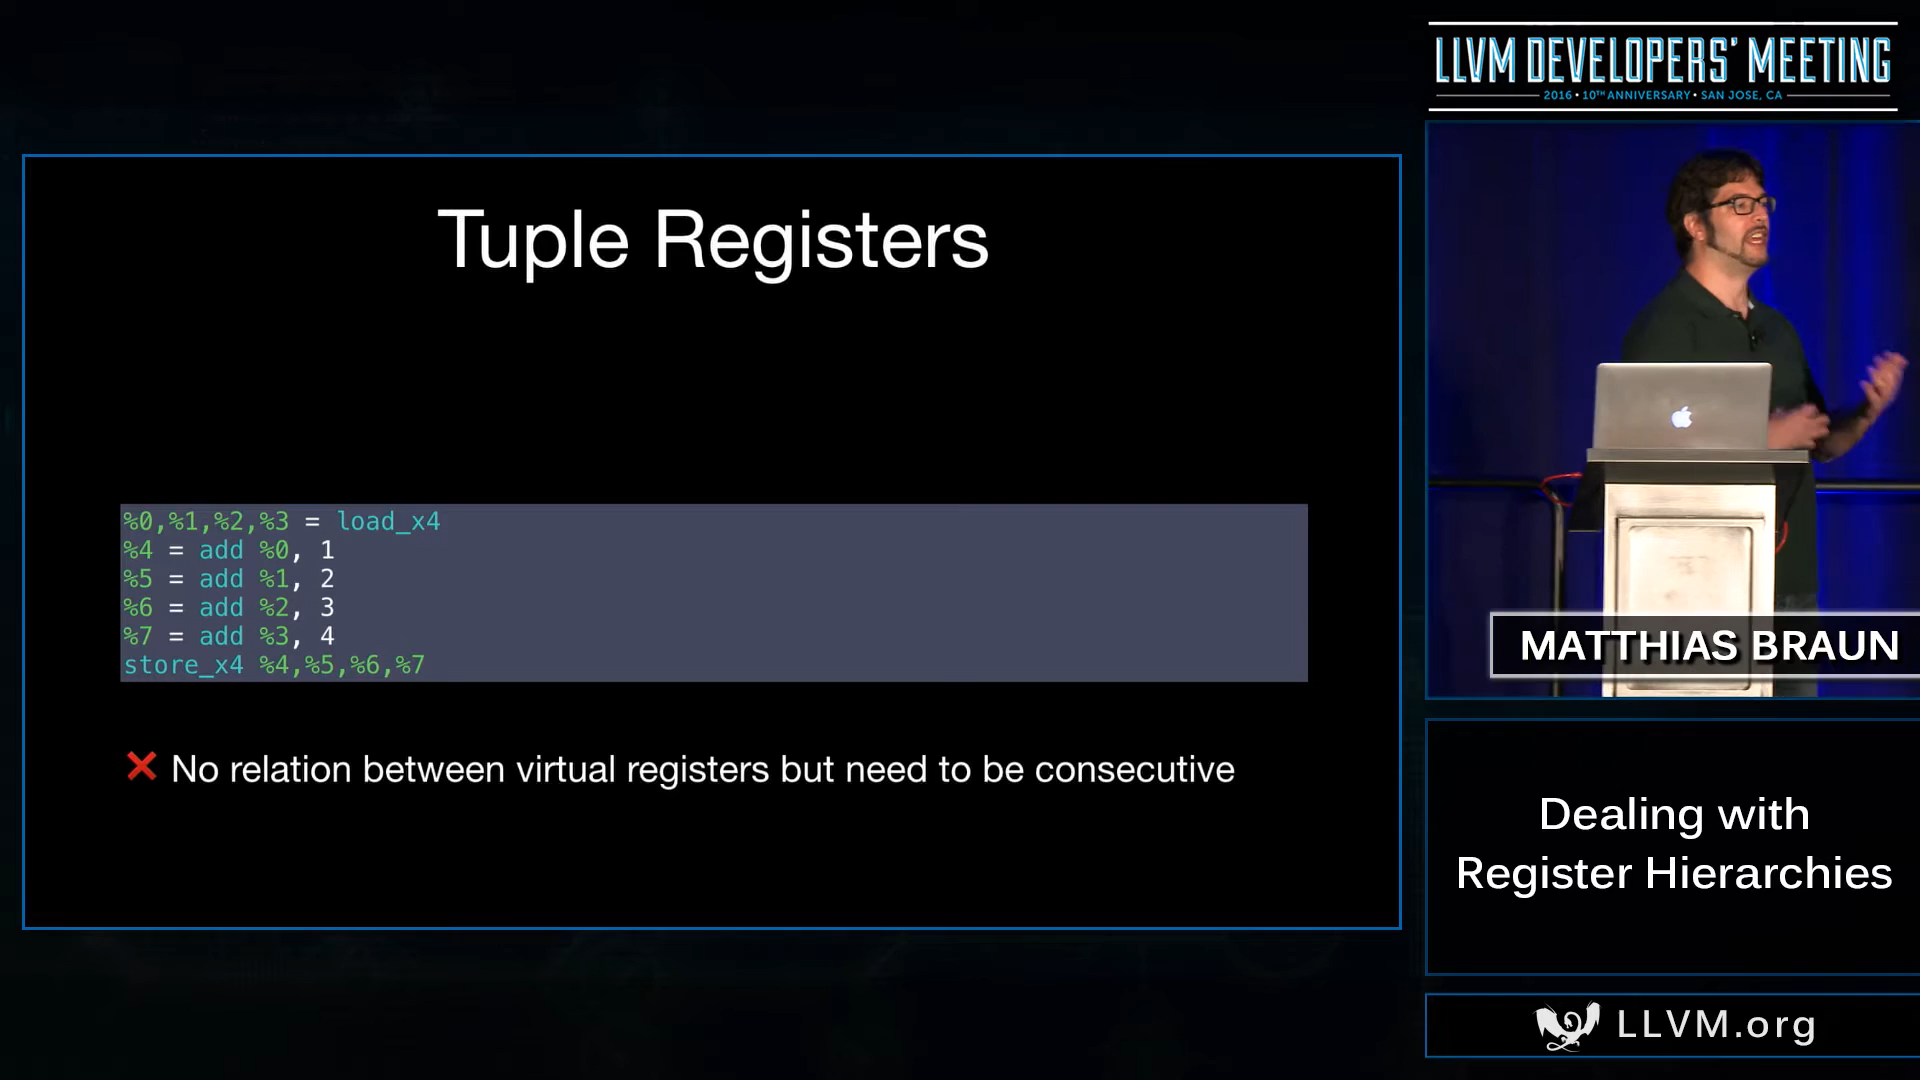 LLVM DEVELOPERS' MEETING
2016 • 10TH ANNIVERSARY • SAN JOSE, CA
Tuple Registers
%0,%1,%2,%3 = load_x4
%4 = add %0, 1
%5 = add %1, 2
%6 = add %2, 3
%7 = add %3, 4
store_x4 %4,%5,%6,%7
❌ No relation between virtual registers but need to be consecutive
MATTHIAS BRAUN
Dealing with
Register Hierarchies
LLVM.org